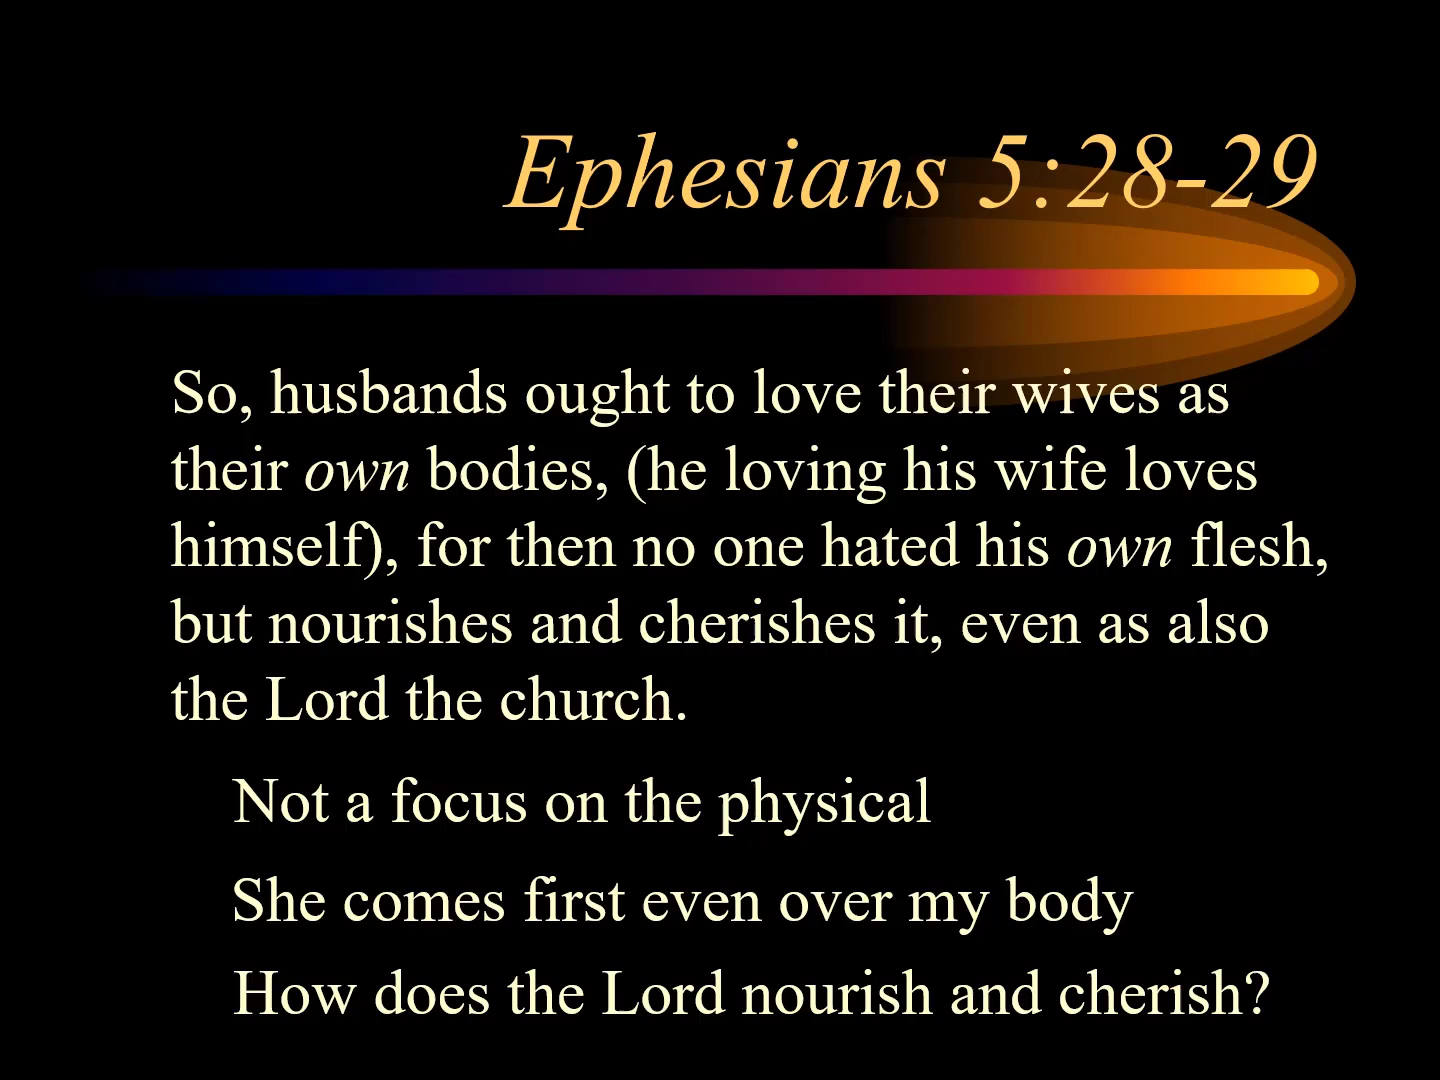 Ephesians 5:28-29
So, husbands ought to love their wives as
their own bodies, (he loving his wife loves
himself), for then no one hated his own flesh,
but nourishes and cherishes it, even as also
the Lord the church.
Not a focus on the physical
She comes first even over my body
How does the Lord nourish and cherish?